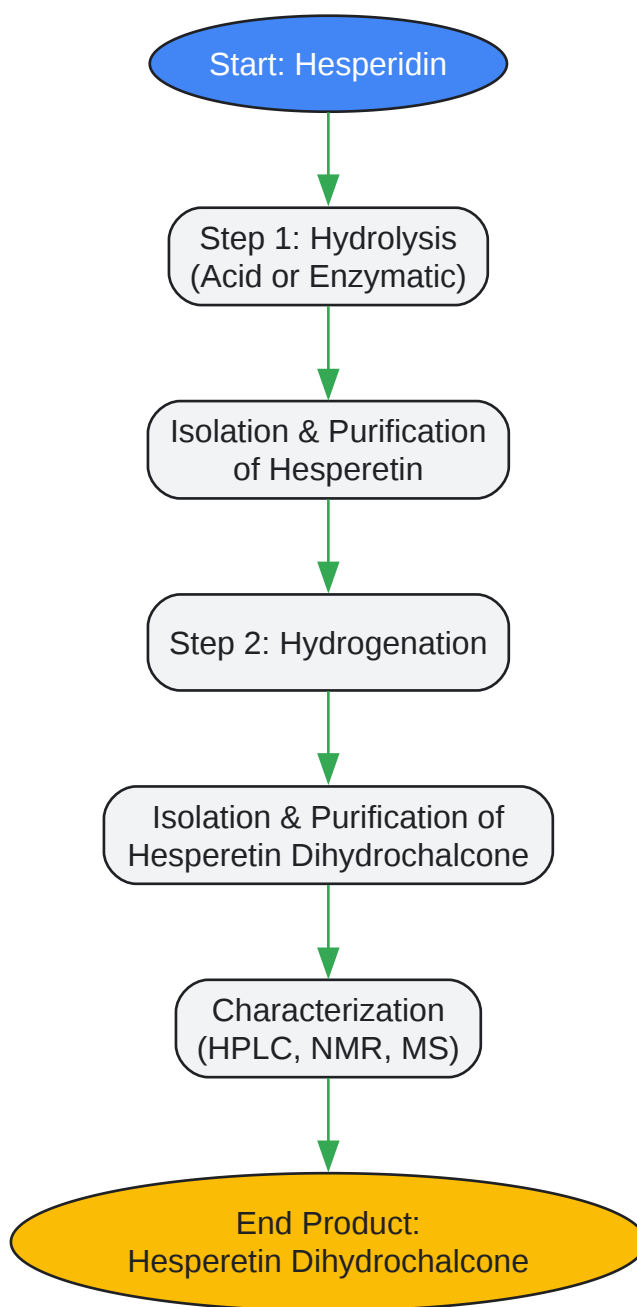 Start: Hesperidin
Step 1: Hydrolysis
(Acid or Enzymatic)
Isolation & Purification
of Hesperetin
Step 2: Hydrogenation
Isolation & Purification of
Hesperetin Dihydrochalcone
Characterization
(HPLC, NMR, MS)
End Product:
Hesperetin Dihydrochalcone